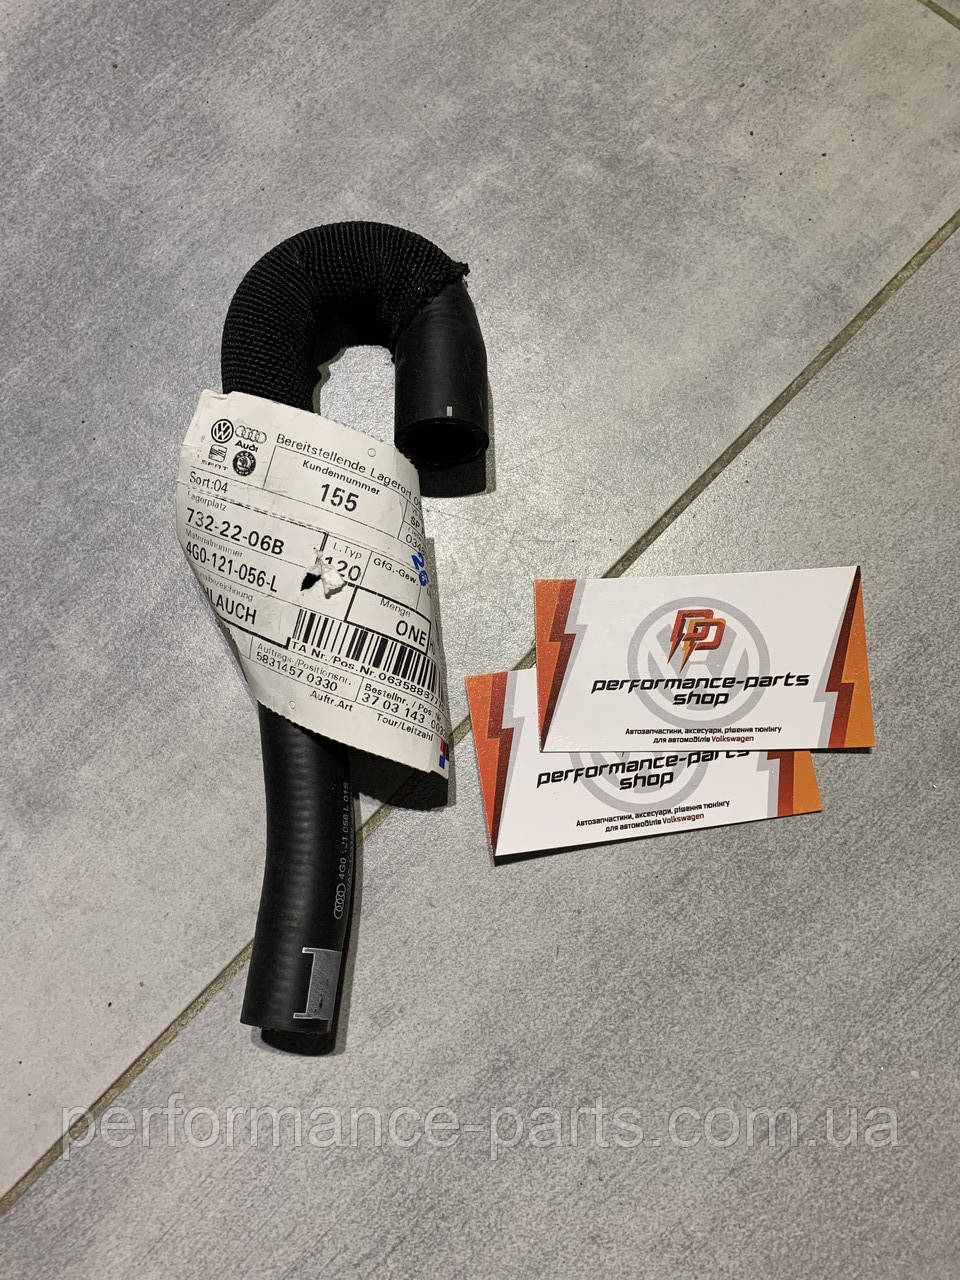 Audi
SEAT
Bereitstellende Lagerort
Kundennummer
155
Sort:04
Lagerplatz
732-22-06B
L.Typ
120
GfG.-Gew.
Materialnummer
4G0-121-056-L
Menge
ONE
LAUCH
TA Nr./Pos.Nr.
Auftrags-/Positionsnr.
5831457 0330
Bestellnr. / Pos. Nr
37 03 143
Auftr.Art
Tour/Leitzahl
4G0 121 056 L 01S
performance-parts
shop
Автозапчастини, аксесуари, рішення тюнінгу
для автомобілів Volkswagen
performance-parts
shop
Автозапчастини, аксесуари, рішення тюнінгу
для автомобілів Volkswagen
performance-parts.com.ua